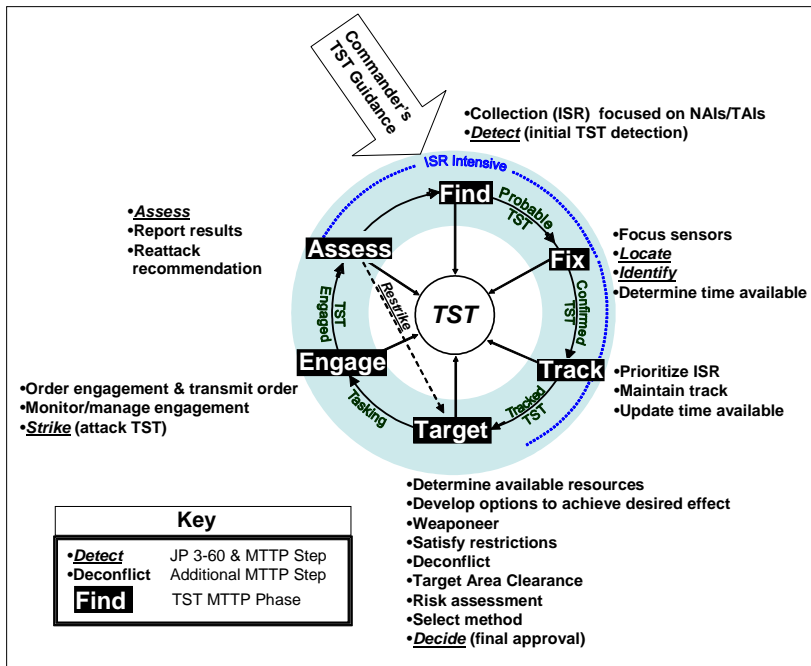 Commander's
TST Guidance
•Collection (ISR) focused on NAIs/TAIs
•Detect (initial TST detection)
ISR Intensive
Find
Probable
TST
•Assess
•Report results
•Reattack
recommendation
Assess
Fix
•Focus sensors
•Locate
•Identify
•Determine time available
Restrike
TST
Confirmed
TST
TST
Engaged
Engage
Track
•Prioritize ISR
•Maintain track
•Update time available
•Order engagement & transmit order
•Monitor/manage engagement
•Strike (attack TST)
Tasking
Tracked
TST
Target
•Determine available resources
•Develop options to achieve desired effect
•Weaponeer
•Satisfy restrictions
•Deconflict
•Target Area Clearance
•Risk assessment
•Select method
•Decide (final approval)
Key
•Detect JP 3-60 & MTTP Step
•Deconflict Additional MTTP Step
Find TST MTTP Phase